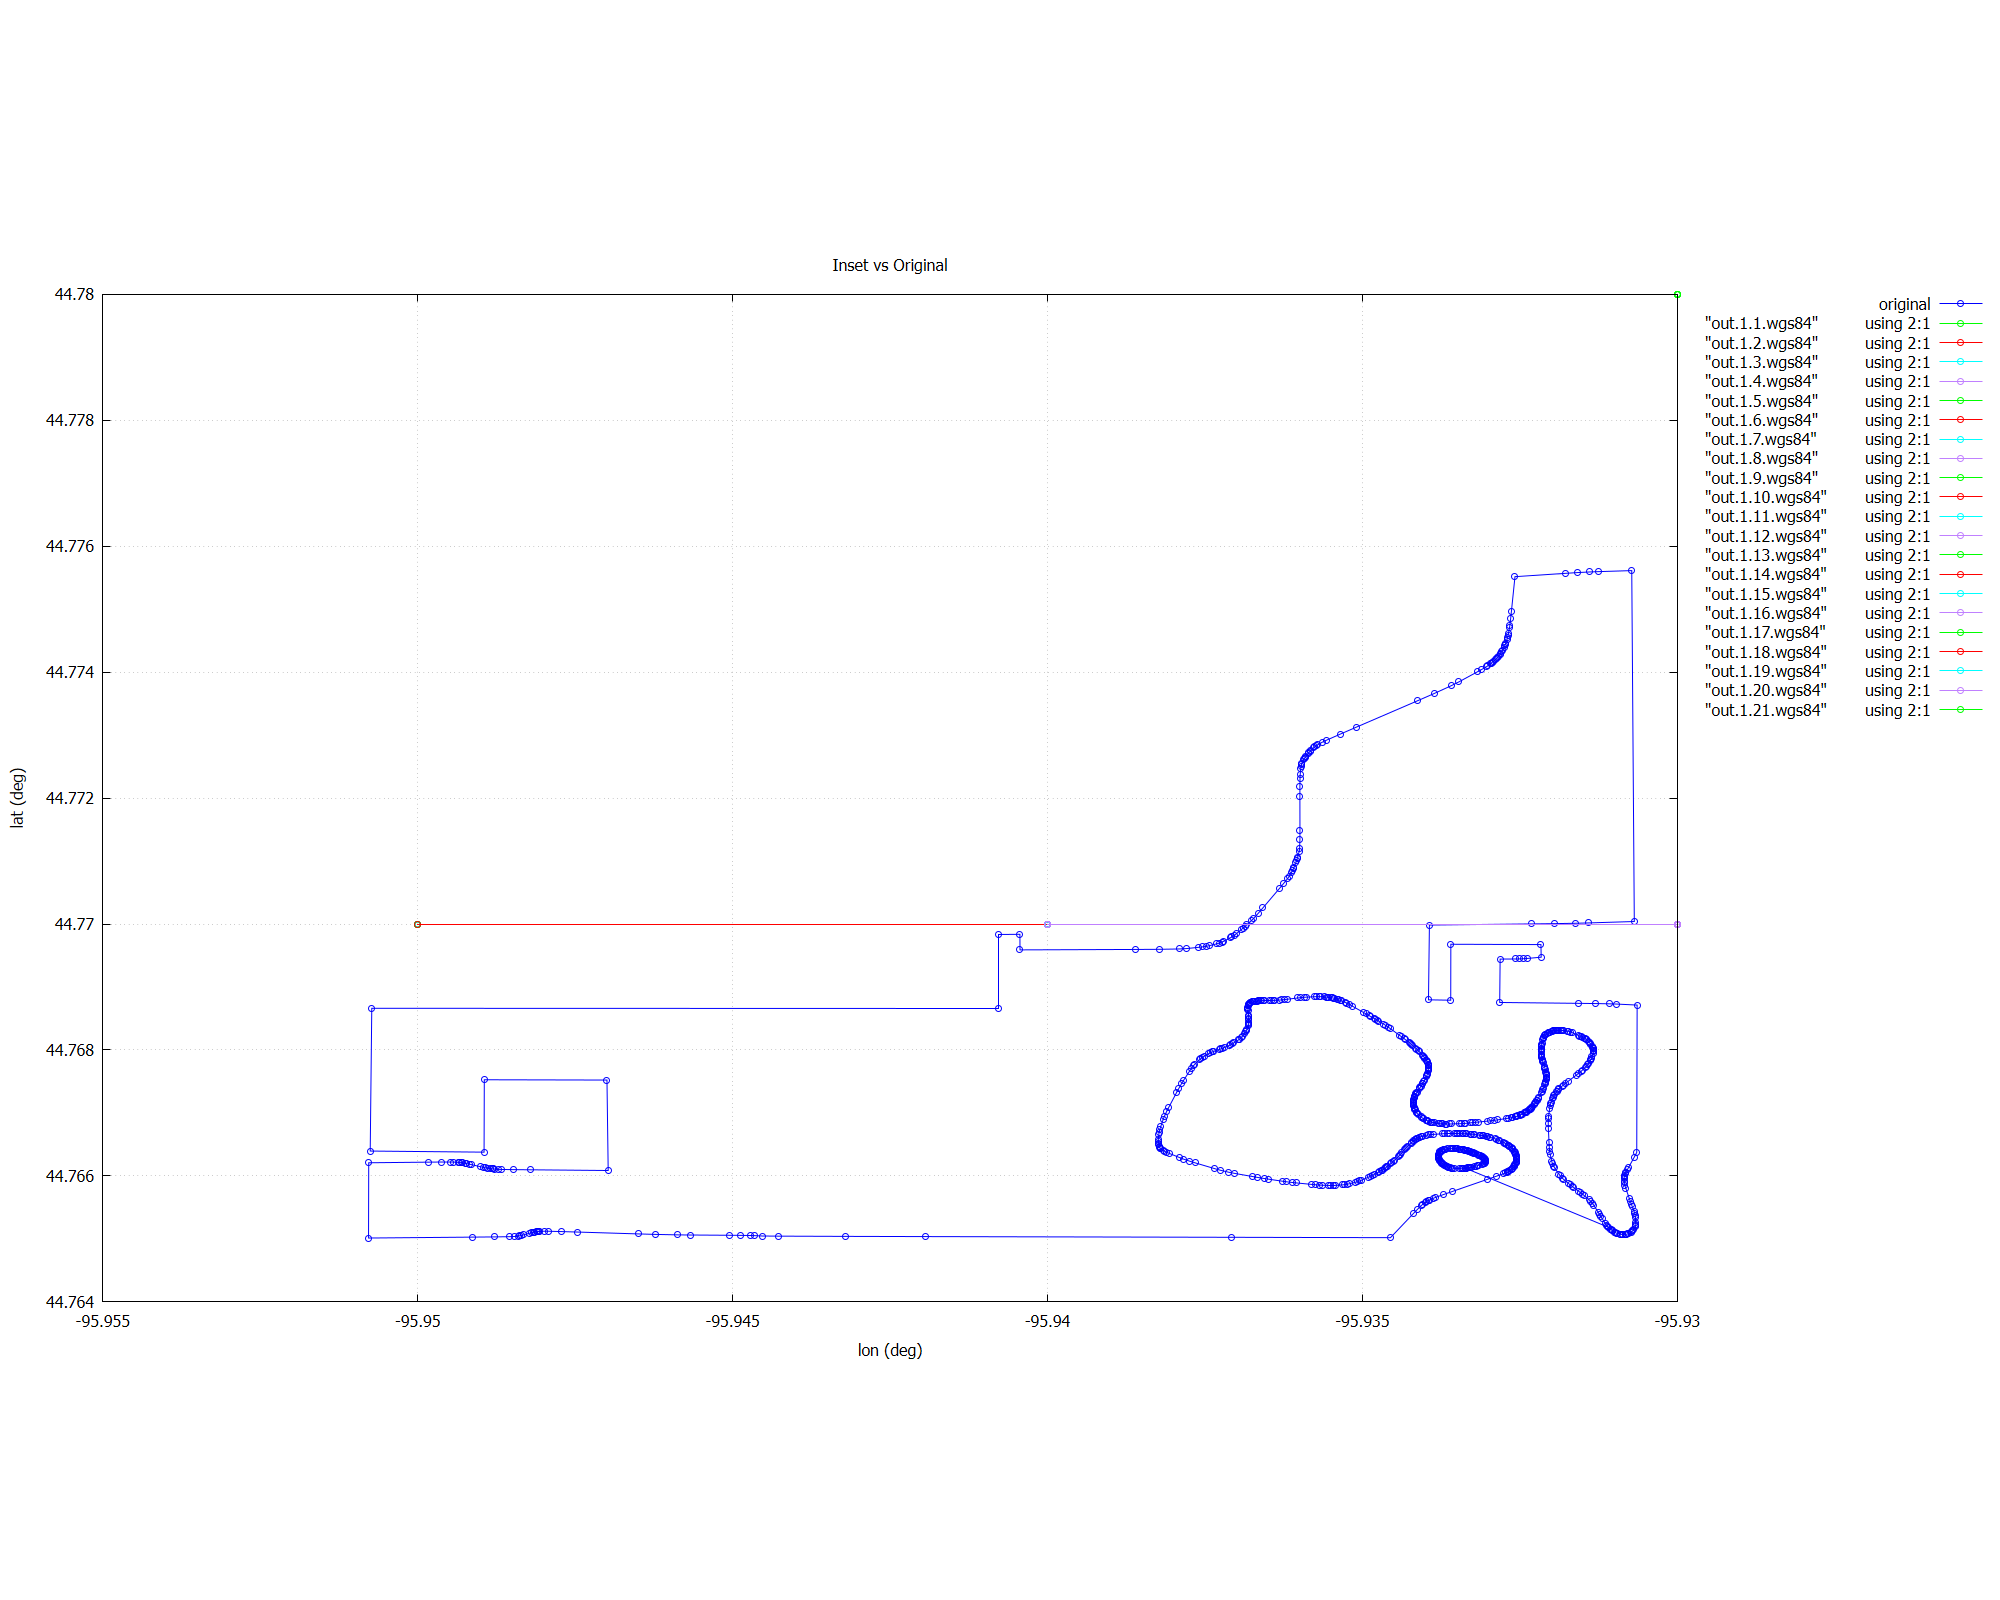 Inset vs Original
44.78
44.778
44.776
44.774
44.772
44.77
44.768
44.766
44.764
lat (deg)
-95.955 -95.95 -95.945 -95.94 -95.935 -95.93
lon (deg)
original
"out.1.1.wgs84" using 2:1
"out.1.2.wgs84" using 2:1
"out.1.3.wgs84" using 2:1
"out.1.4.wgs84" using 2:1
"out.1.5.wgs84" using 2:1
"out.1.6.wgs84" using 2:1
"out.1.7.wgs84" using 2:1
"out.1.8.wgs84" using 2:1
"out.1.9.wgs84" using 2:1
"out.1.10.wgs84" using 2:1
"out.1.11.wgs84" using 2:1
"out.1.12.wgs84" using 2:1
"out.1.13.wgs84" using 2:1
"out.1.14.wgs84" using 2:1
"out.1.15.wgs84" using 2:1
"out.1.16.wgs84" using 2:1
"out.1.17.wgs84" using 2:1
"out.1.18.wgs84" using 2:1
"out.1.19.wgs84" using 2:1
"out.1.20.wgs84" using 2:1
"out.1.21.wgs84" using 2:1